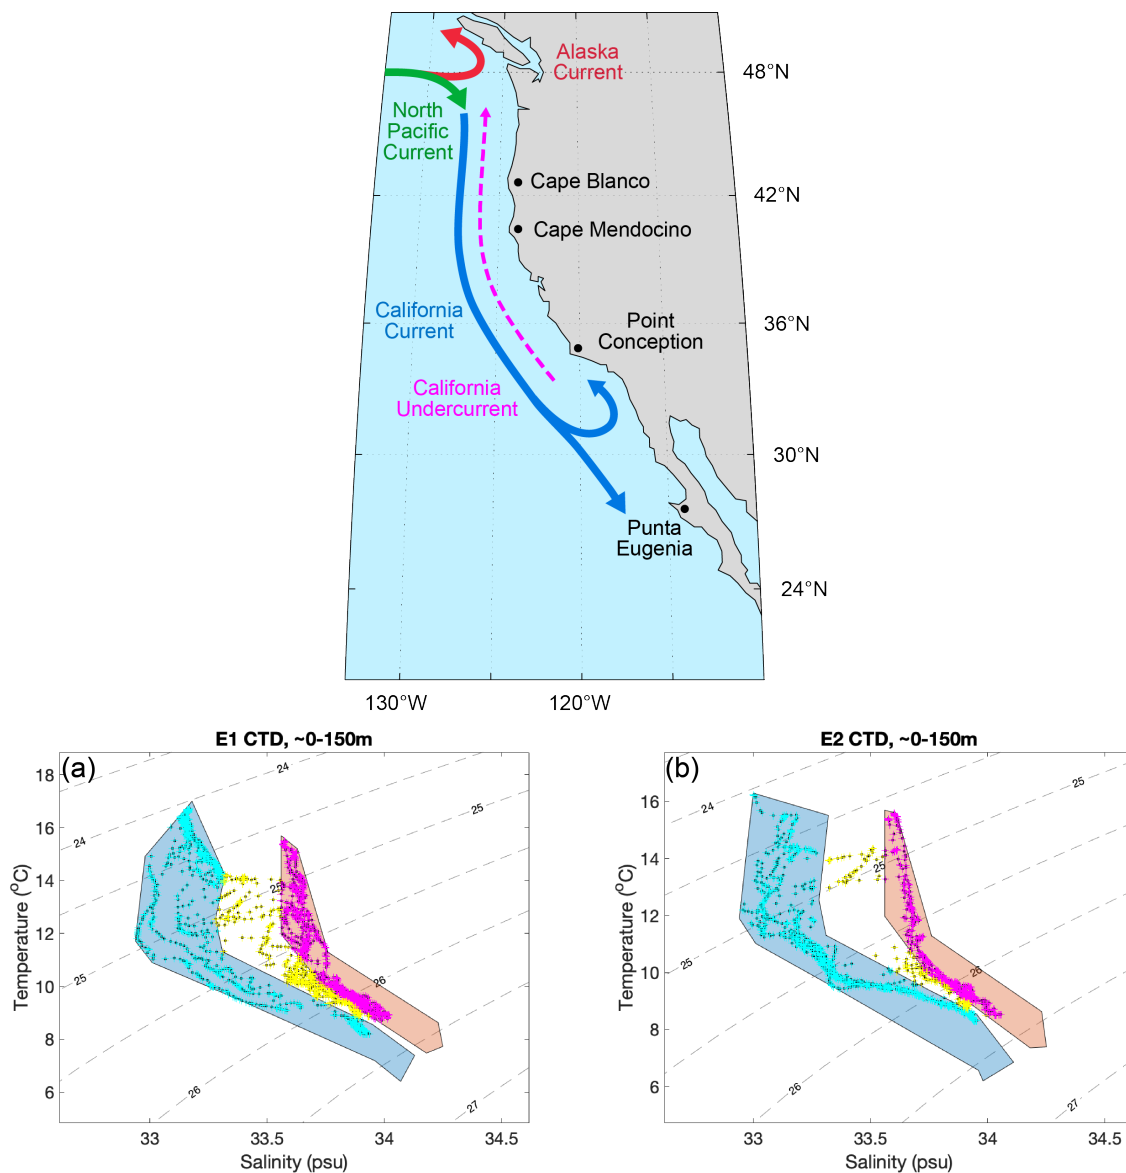 Alaska
Current
48°N
North
Pacific
Current
Cape Blanco
42°N
Cape Mendocino
California
Current
Point
Conception
36°N
California
Undercurrent
30°N
Punta
Eugenia
24°N
130°W
120°W
E1 CTD, ~0-150m
(a)
18
16
14
12
10
8
6
Temperature (°C)
24
24
25
25
25
26
26
27
33
33.5
34
34.5
Salinity (psu)
E2 CTD, ~0-150m
(b)
16
14
12
10
8
6
Temperature (°C)
24
25
25
25
26
26
27
33
33.5
34
34.5
Salinity (psu)